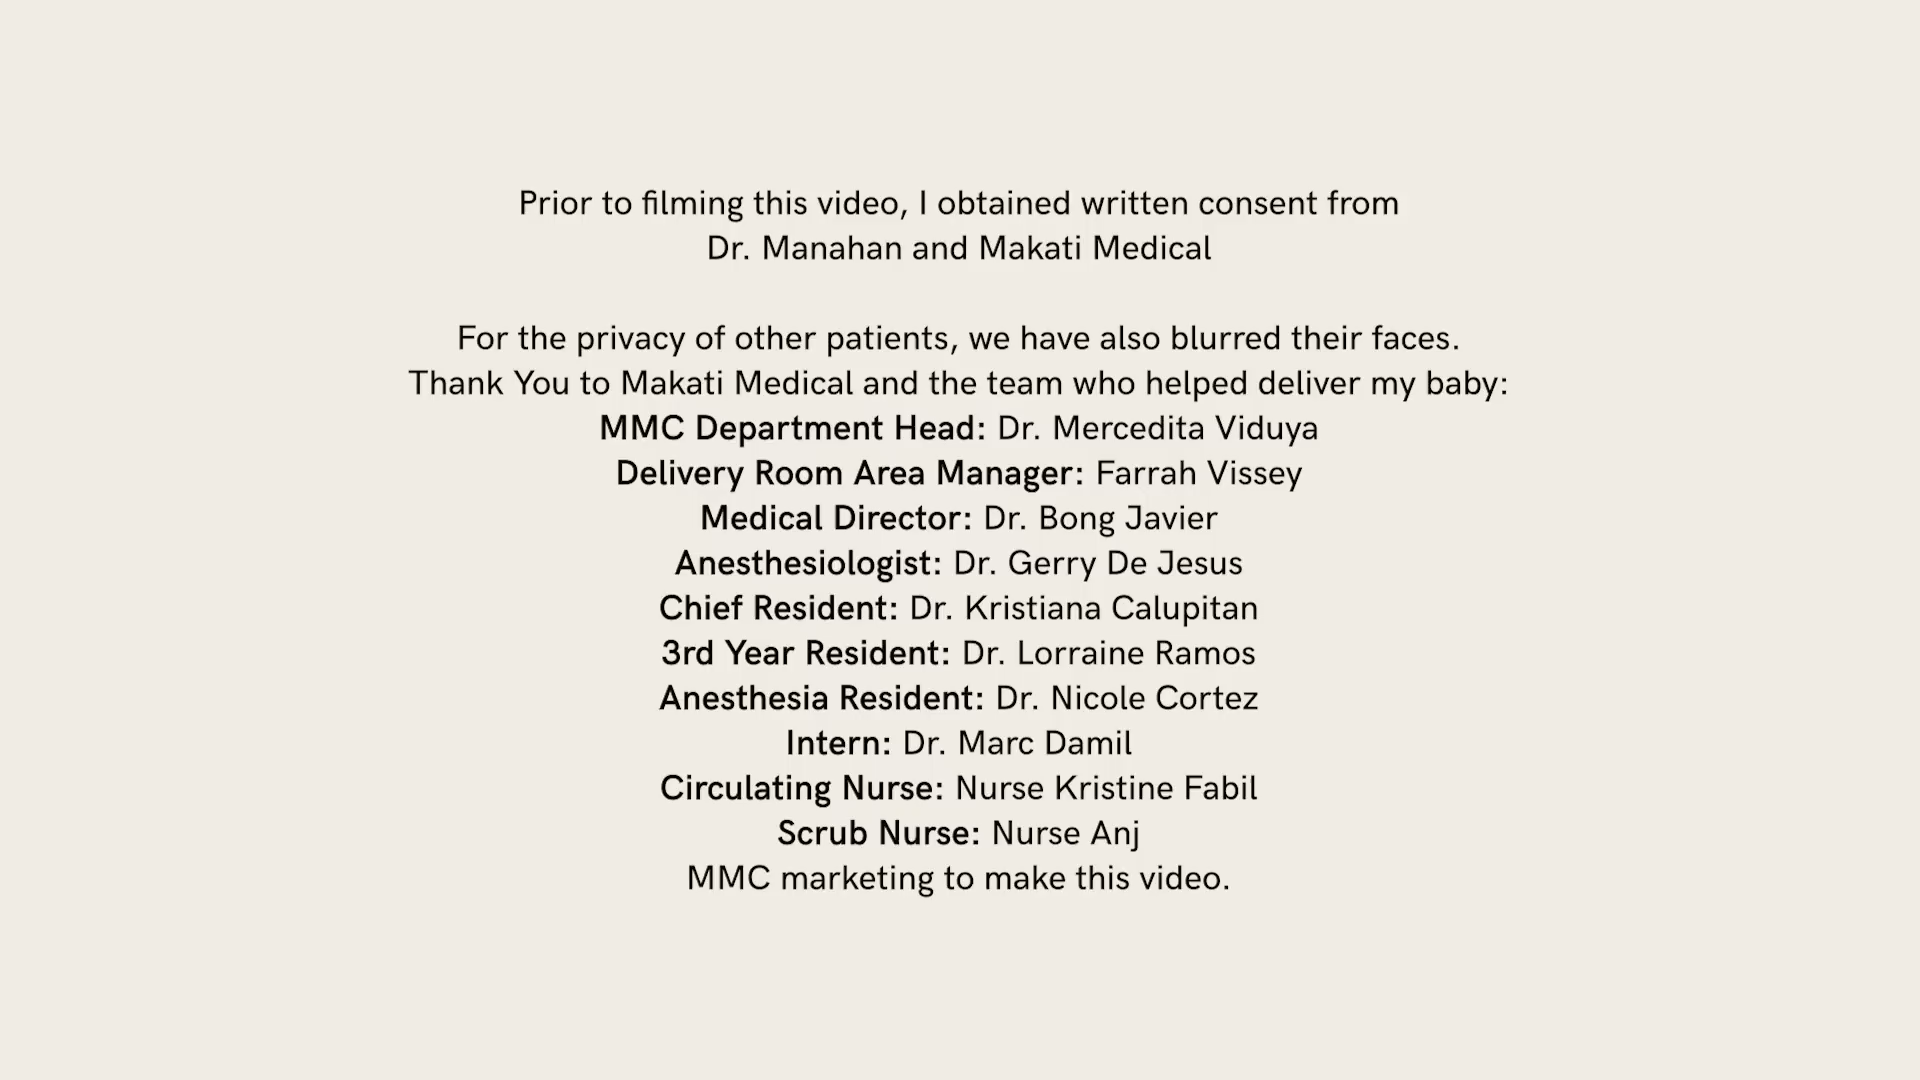 Prior to filming this video, I obtained written consent from
Dr. Manahan and Makati Medical
For the privacy of other patients, we have also blurred their faces.
Thank You to Makati Medical and the team who helped deliver my baby:
MMC Department Head: Dr. Mercedita Viduya
Delivery Room Area Manager: Farrah Vissey
Medical Director: Dr. Bong Javier
Anesthesiologist: Dr. Gerry De Jesus
Chief Resident: Dr. Kristiana Calupitan
3rd Year Resident: Dr. Lorraine Ramos
Anesthesia Resident: Dr. Nicole Cortez
Intern: Dr. Marc Damil
Circulating Nurse: Nurse Kristine Fabil
Scrub Nurse: Nurse Anj
MMC marketing to make this video.